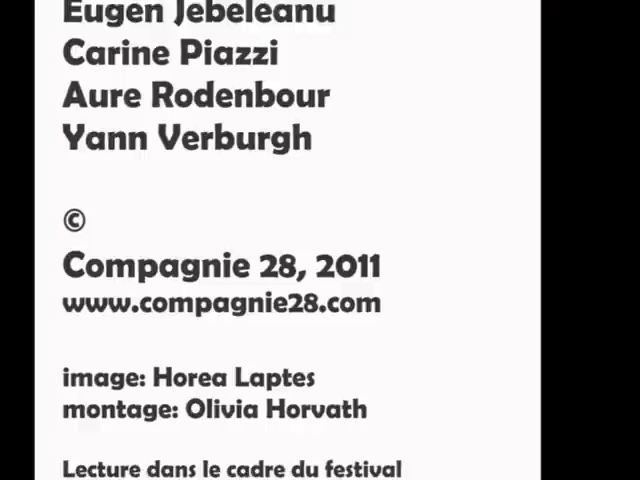 Eugen Jebeleanu
Carine Piazzi
Aure Rodenbour
Yann Verburgh
©
Compagnie 28, 2011
www.compagnie28.com
image: Horea Laptes
montage: Olivia Horvath
Lecture dans le cadre du festival